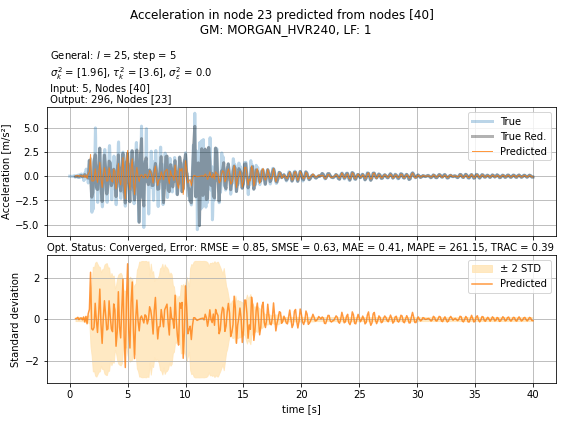 Acceleration in node 23 predicted from nodes [40]
GM: MORGAN_HVR240, LF: 1
General: l = 25, step = 5
σ²ₖ = [1.96], τ²ₖ = [3.6], σ²ε = 0.0
Input: 5, Nodes [40]
Output: 296, Nodes [23]
Acceleration [m/s²]
5.0
2.5
0.0
−2.5
−5.0
True
True Red.
Predicted
Opt. Status: Converged, Error: RMSE = 0.85, SMSE = 0.63, MAE = 0.41, MAPE = 261.15, TRAC = 0.39
Standard deviation
2
0
−2
± 2 STD
Predicted
0 5 10 15 20 25 30 35 40
time [s]